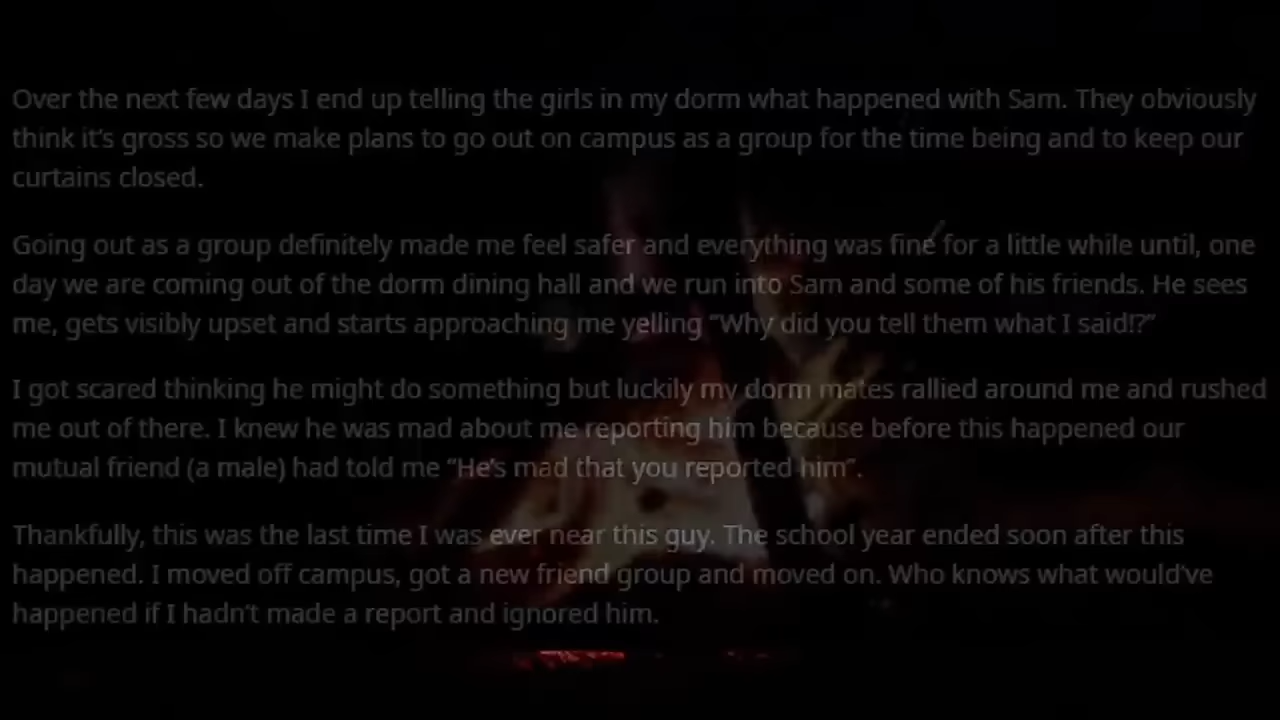 Over the next few days I end up telling the girls in my dorm what happened with Sam. They obviously
think it’s gross so we make plans to go out on campus as a group for the time being and to keep our
curtains closed.
Going out as a group definitely made me feel safer and everything was fine for a little while until, one
day we are coming out of the dorm dining hall and we run into Sam and some of his friends. He sees
me, gets visibly upset and starts approaching me yelling “Why did you tell them what I said!?”
I got scared thinking he might do something but luckily my dorm mates rallied around me and rushed
me out of there. I knew he was mad about me reporting him because before this happened our
mutual friend (a male) had told me “He’s mad that you reported him”.
Thankfully, this was the last time I was ever near this guy. The school year ended soon after this
happened. I moved off campus, got a new friend group and moved on. Who knows what would’ve
happened if I hadn’t made a report and ignored him.